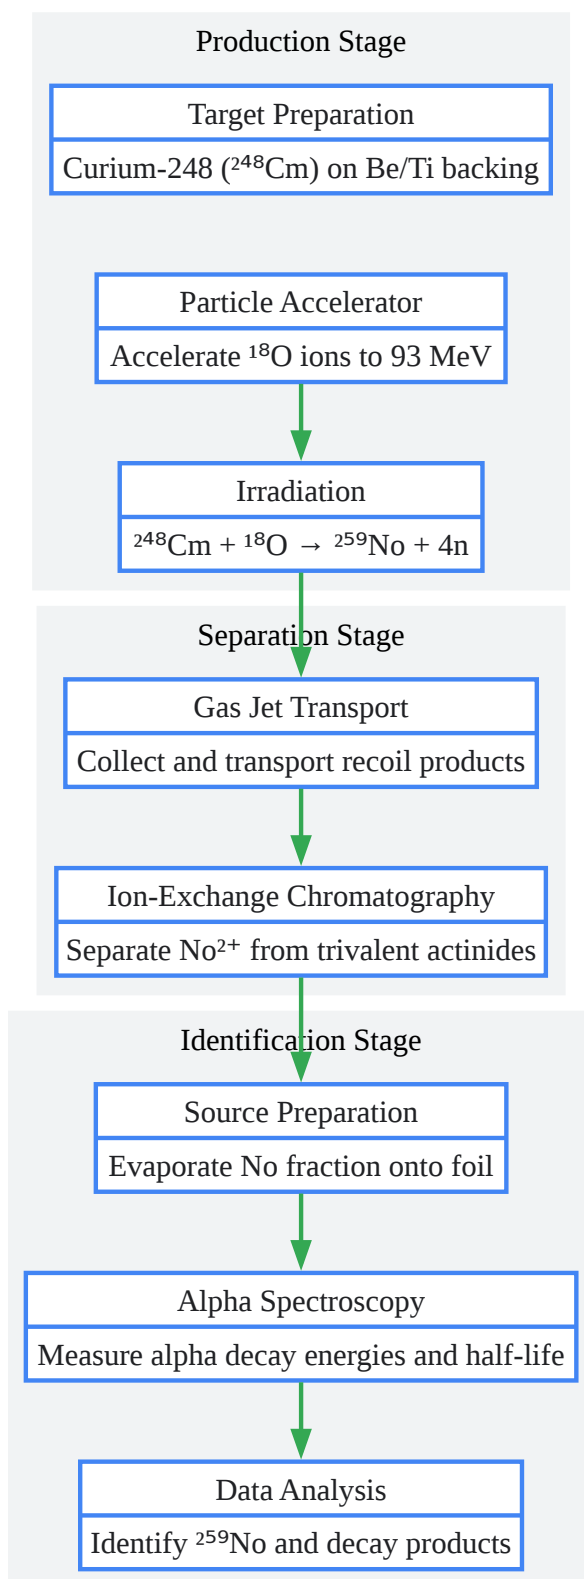 Production Stage
Target Preparation
Curium-248 (²⁴⁸Cm) on Be/Ti backing
Particle Accelerator
Accelerate ¹⁸O ions to 93 MeV
Irradiation
²⁴⁸Cm + ¹⁸O → ²⁵⁹No + 4n
Separation Stage
Gas Jet Transport
Collect and transport recoil products
Ion-Exchange Chromatography
Separate No²⁺ from trivalent actinides
Identification Stage
Source Preparation
Evaporate No fraction onto foil
Alpha Spectroscopy
Measure alpha decay energies and half-life
Data Analysis
Identify ²⁵⁹No and decay products